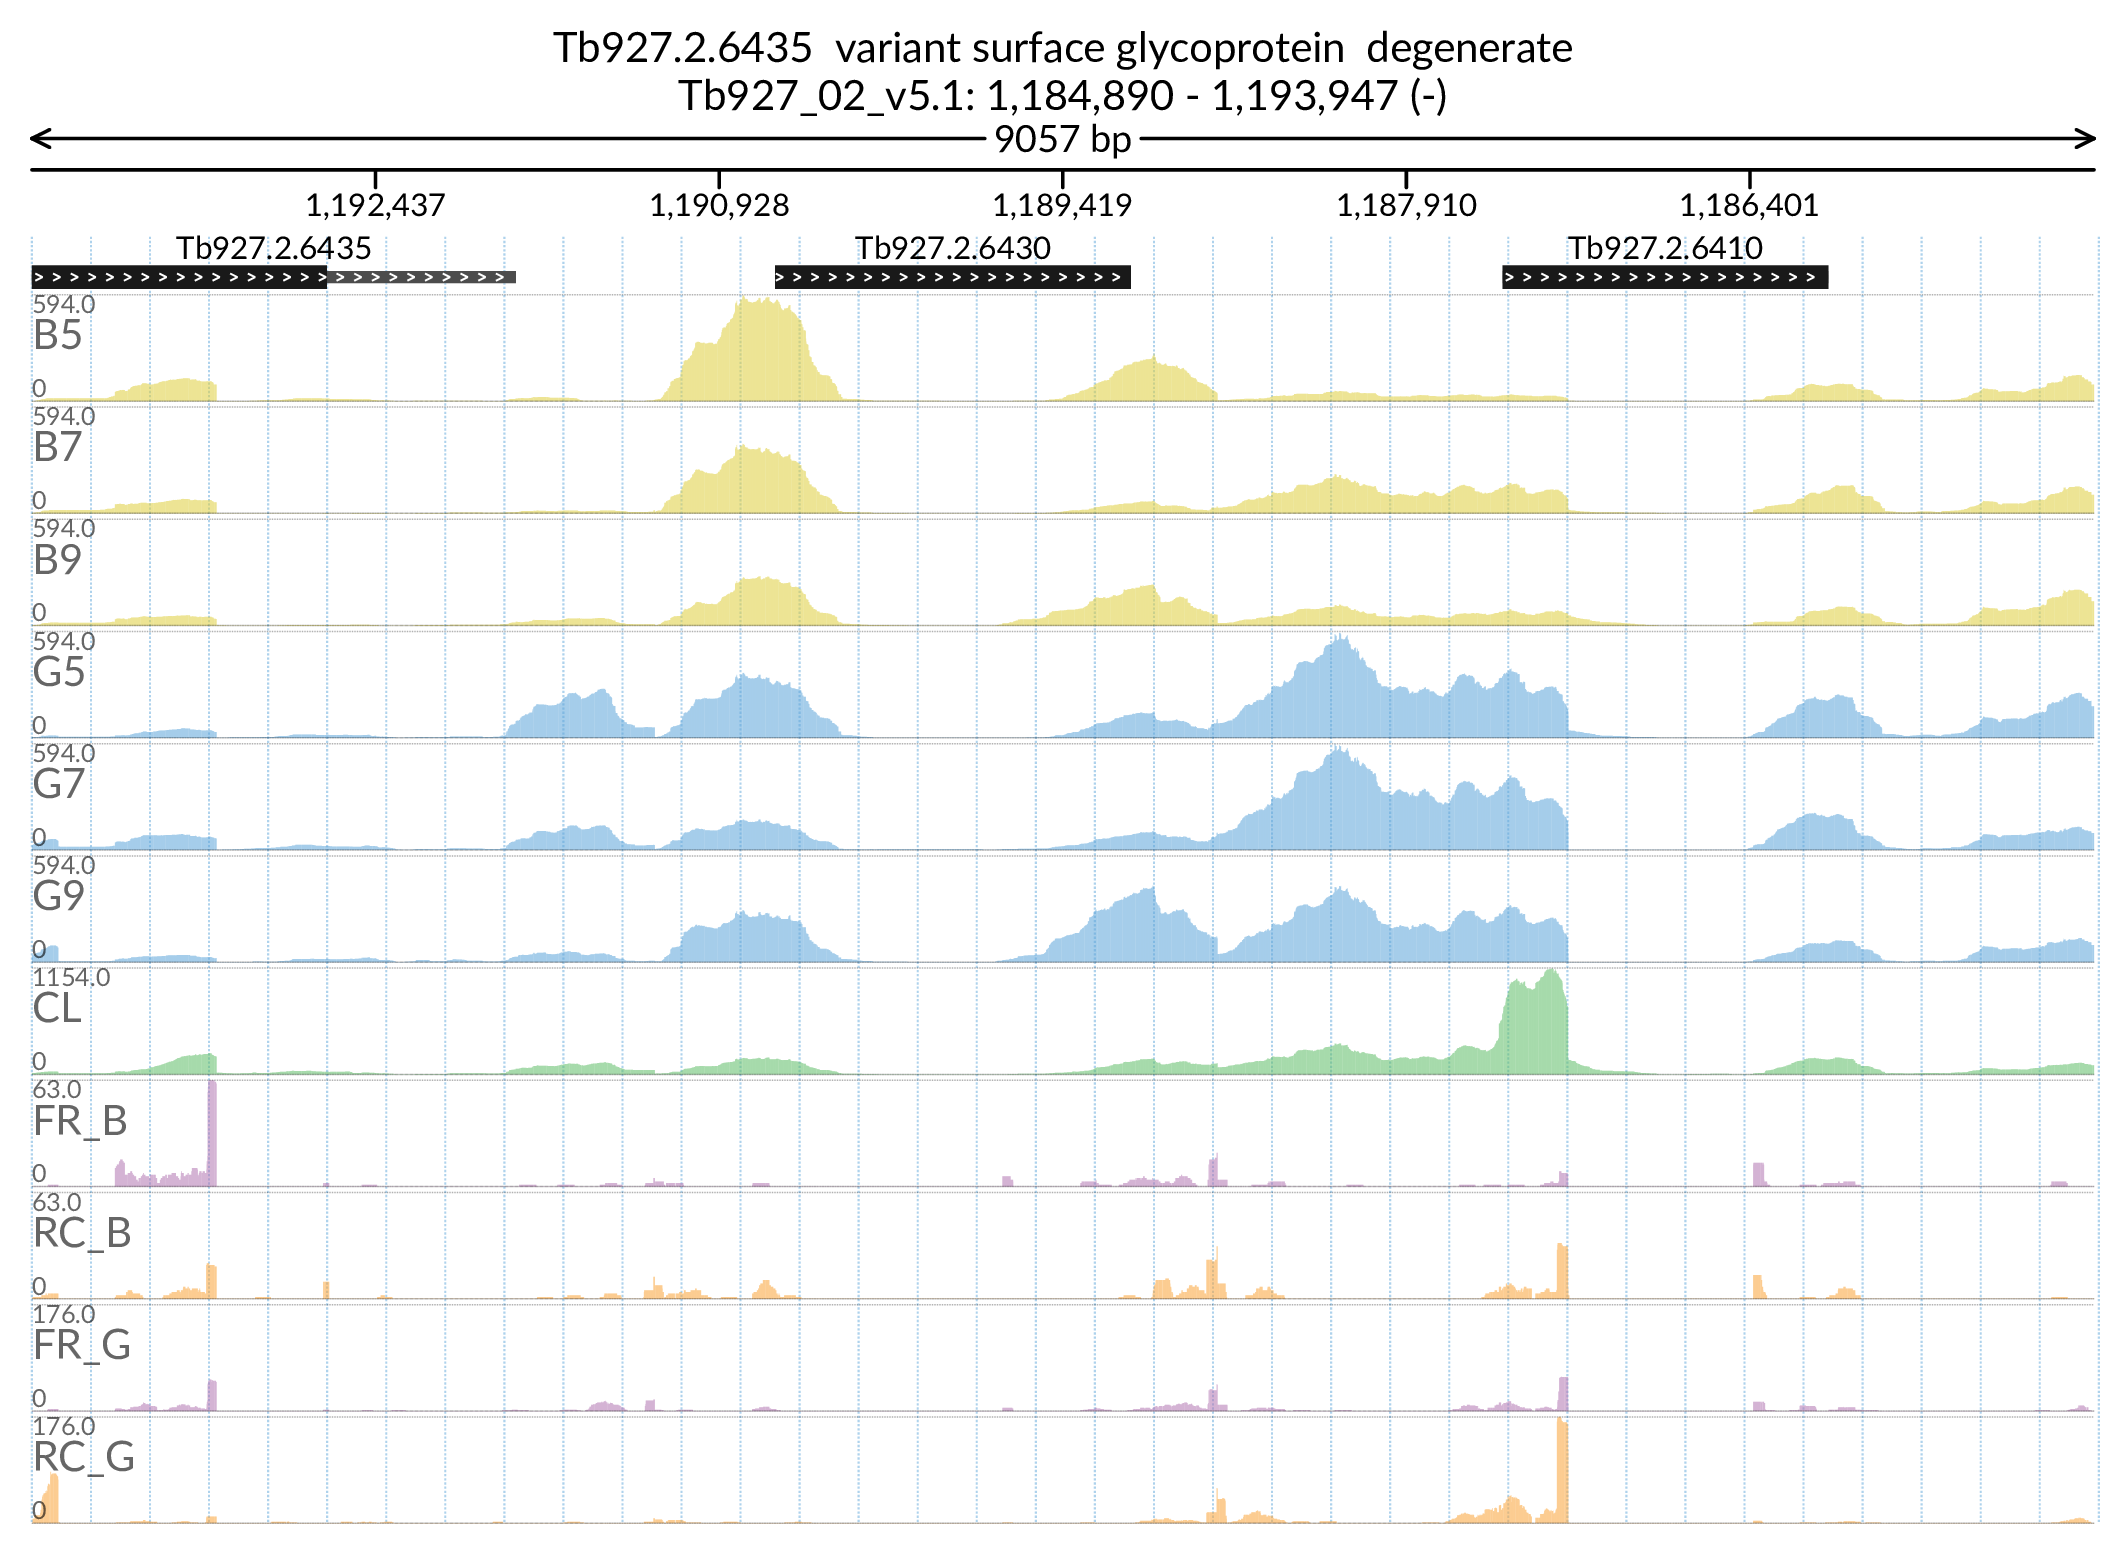 Tb927.2.6435  variant surface glycoprotein  degenerate
Tb927_02_v5.1: 1,184,890 - 1,193,947 (-)
9057 bp
1,192,437 1,190,928 1,189,419 1,187,910 1,186,401
Tb927.2.6435 Tb927.2.6430 Tb927.2.6410
594.0
B5
0
594.0
B7
0
594.0
B9
0
594.0
G5
0
594.0
G7
0
594.0
G9
0
1154.0
CL
0
63.0
FR_B
0
63.0
RC_B
0
176.0
FR_G
0
176.0
RC_G
0